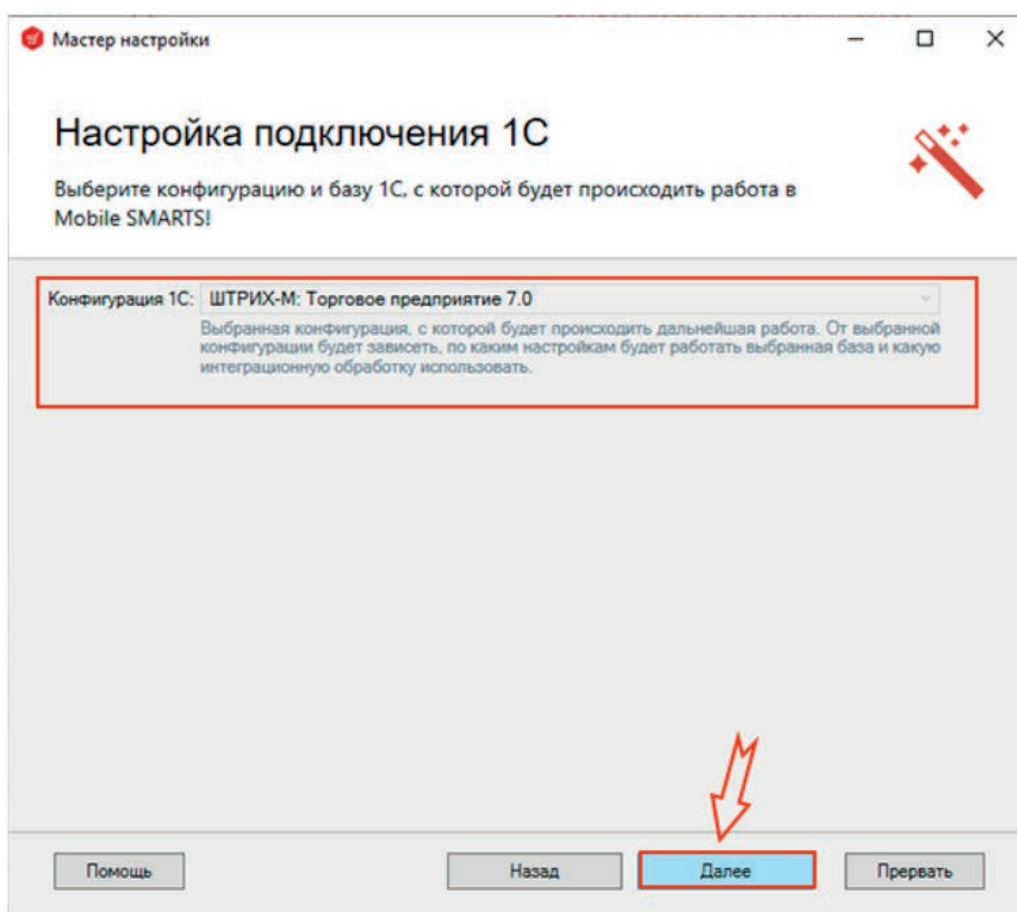 Мастер настройки
Настройка подключения 1С
Выберите конфигурацию и базу 1С, с которой будет происходить работа в
Mobile SMARTS!
Конфигурация 1С: ШТРИХ-М: Торговое предприятие 7.0
Выбранная конфигурация, с которой будет происходить дальнейшая работа. От выбранной
конфигурации будет зависеть, по каким настройкам будет работать выбранная база и какую
интеграционную обработку использовать.
Помощь Назад Далее Прервать